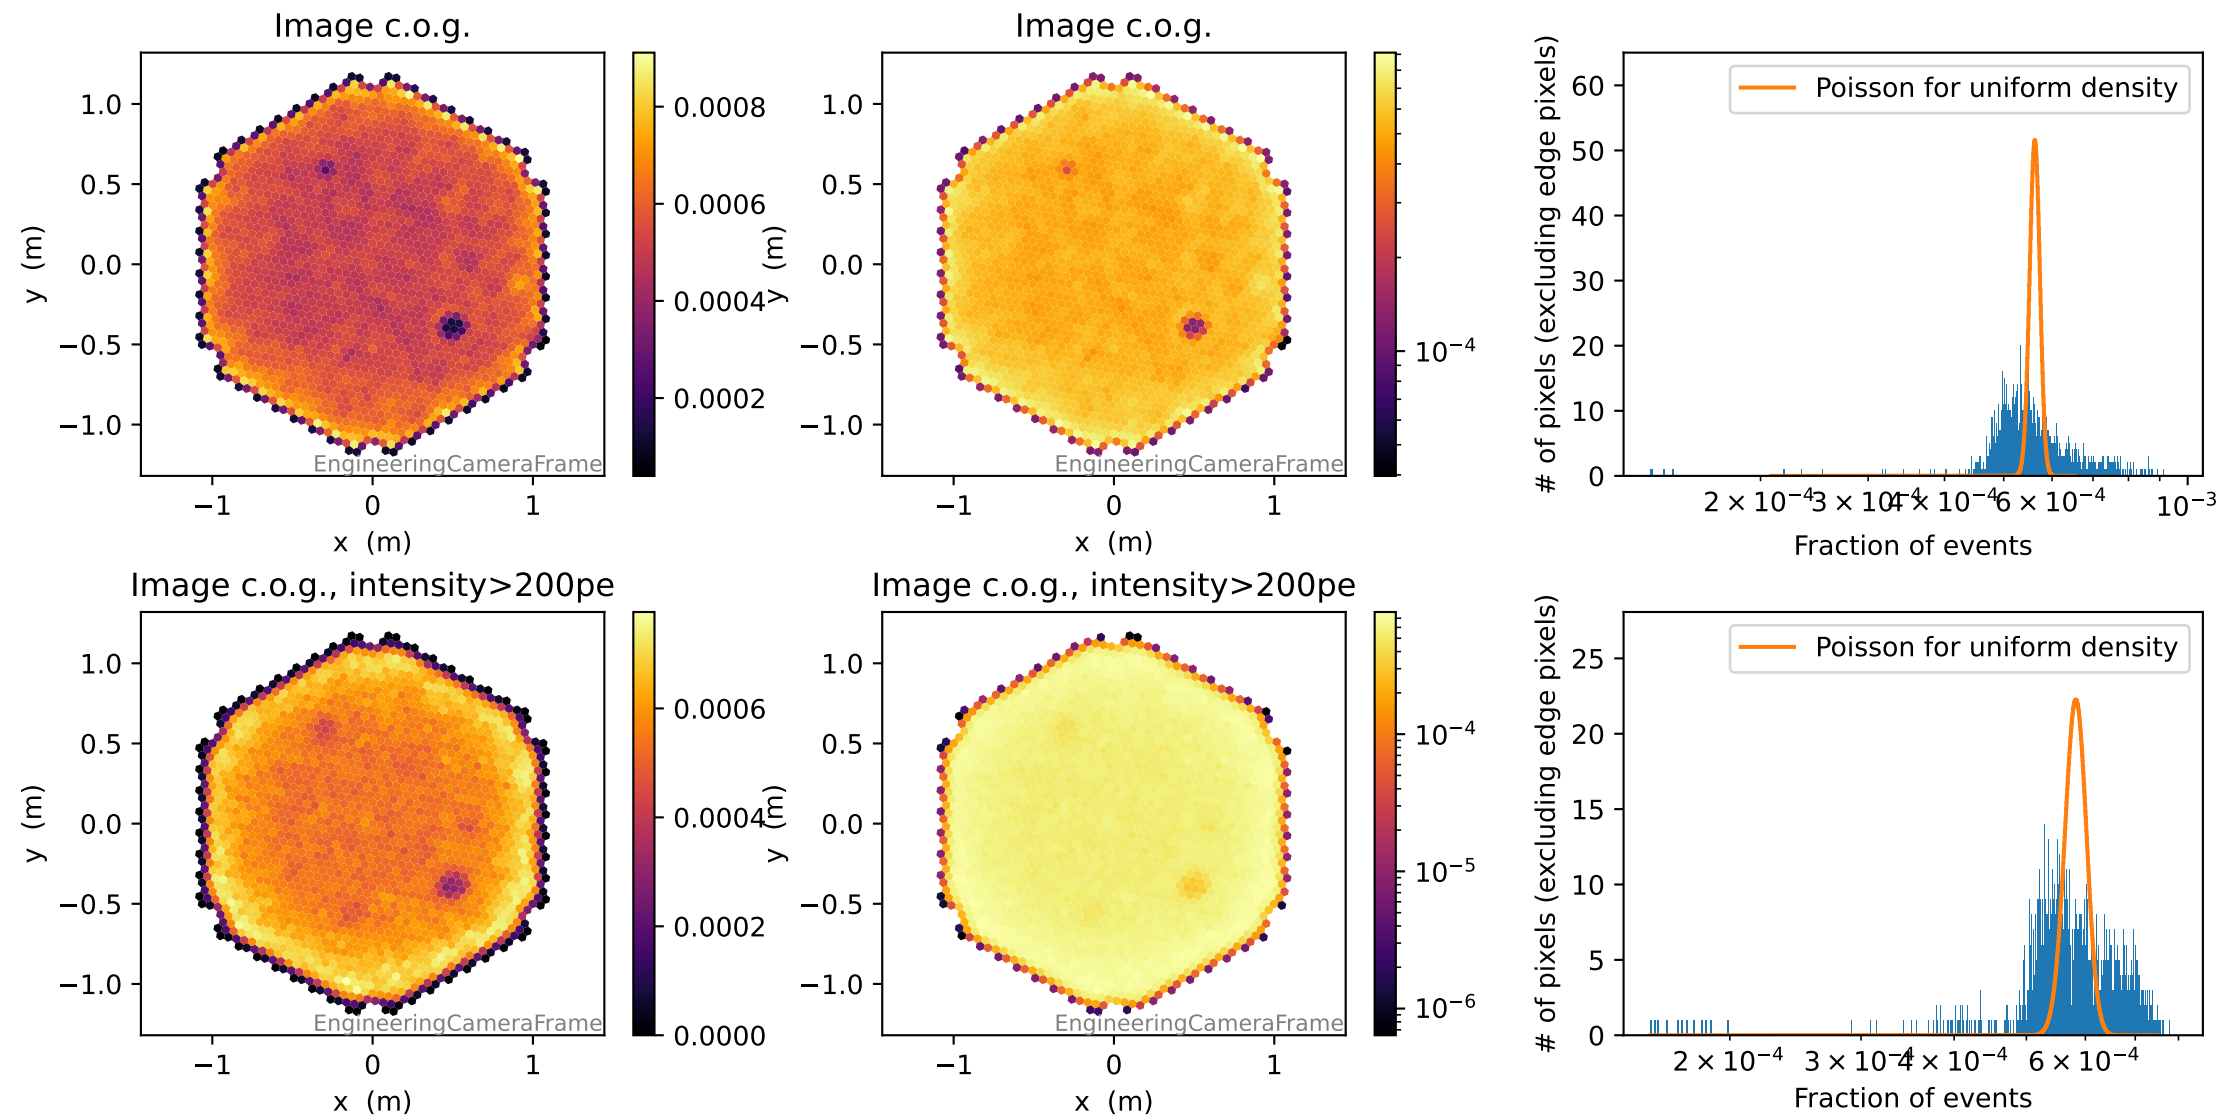 Image c.o.g.
1.0
0.5
0.0
−0.5
−1.0
y (m)
−1 0 1
x (m)
EngineeringCameraFrame
0.0008
0.0006
0.0004
0.0002
Image c.o.g.
1.0
0.5
0.0
−0.5
−1.0
y (m)
−1 0 1
x (m)
EngineeringCameraFrame
10⁻⁴
60
50
40
30
20
10
0
# of pixels (excluding edge pixels)
Poisson for uniform density
2 × 10⁻⁴ 3 × 10⁻⁴ 4 × 10⁻⁴ 6 × 10⁻⁴ 10⁻³
Fraction of events
Image c.o.g., intensity>200pe
1.0
0.5
0.0
−0.5
−1.0
y (m)
−1 0 1
x (m)
EngineeringCameraFrame
0.0006
0.0004
0.0002
0.0000
Image c.o.g., intensity>200pe
1.0
0.5
0.0
−0.5
−1.0
y (m)
−1 0 1
x (m)
EngineeringCameraFrame
10⁻⁴
10⁻⁵
10⁻⁶
25
20
15
10
5
0
# of pixels (excluding edge pixels)
Poisson for uniform density
2 × 10⁻⁴ 3 × 10⁻⁴ 4 × 10⁻⁴ 6 × 10⁻⁴
Fraction of events